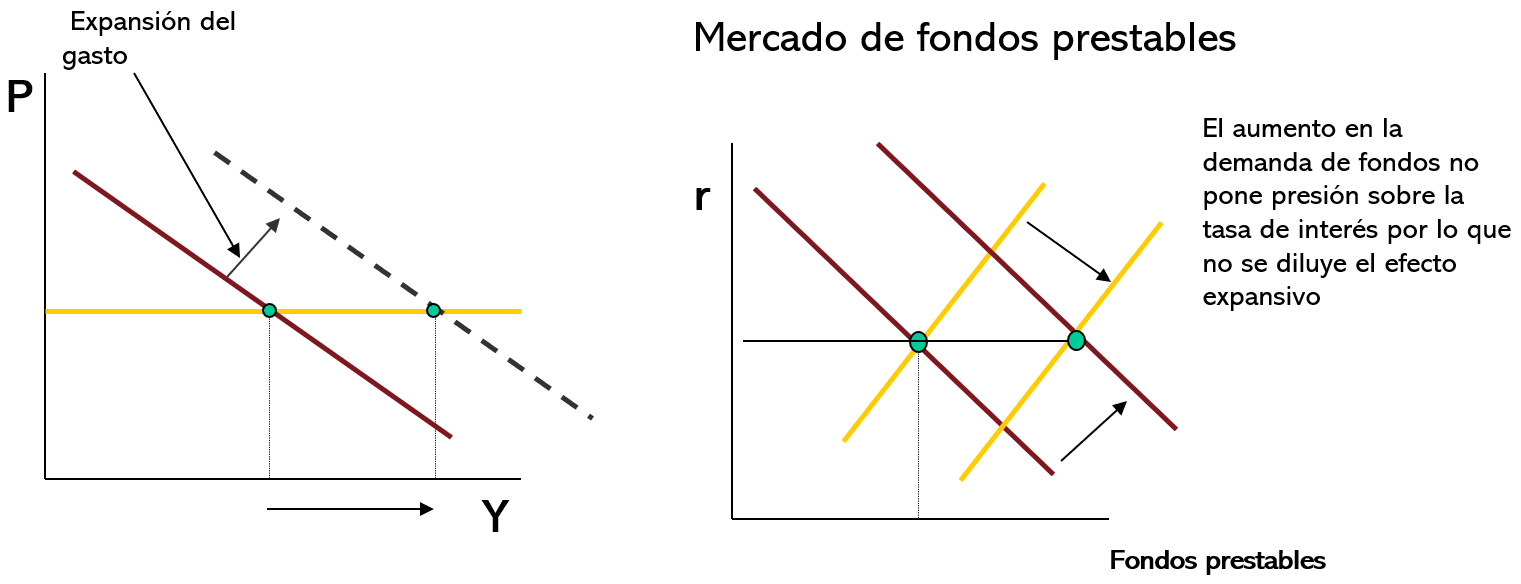 Expansión del
gasto
P
Y
Mercado de fondos prestables
r
El aumento en la
demanda de fondos no
pone presión sobre la
tasa de interés por lo que
no se diluye el efecto
expansivo
Fondos prestables